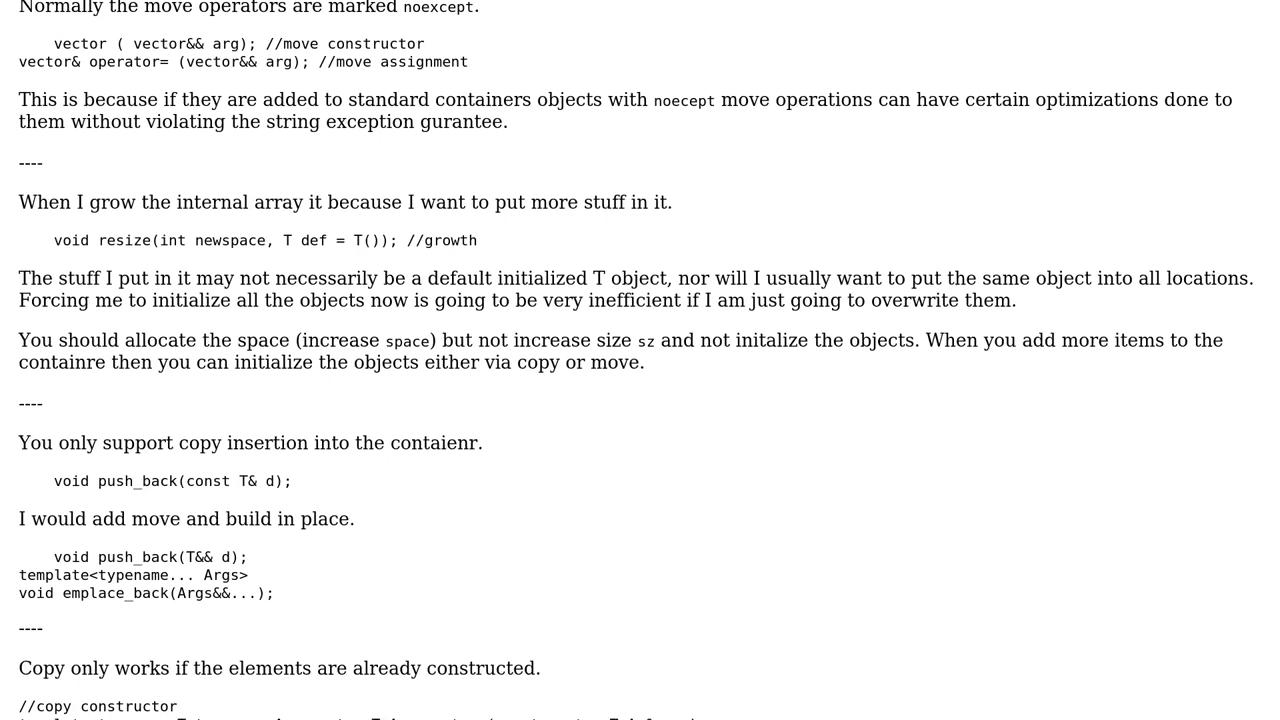 Normally the move operators are marked noexcept.
vector ( vector&& arg); //move constructor
vector& operator= (vector&& arg); //move assignment
This is because if they are added to standard containers objects with noecept move operations can have certain optimizations done to
them without violating the string exception gurantee.
----
When I grow the internal array it because I want to put more stuff in it.
void resize(int newspace, T def = T()); //growth
The stuff I put in it may not necessarily be a default initialized T object, nor will I usually want to put the same object into all locations.
Forcing me to initialize all the objects now is going to be very inefficient if I am just going to overwrite them.
You should allocate the space (increase space) but not increase size sz and not initalize the objects. When you add more items to the
containre then you can initialize the objects either via copy or move.
----
You only support copy insertion into the contaienr.
void push_back(const T& d);
I would add move and build in place.
void push_back(T&& d);
template<typename... Args>
void emplace_back(Args&&...);
----
Copy only works if the elements are already constructed.
//copy constructor